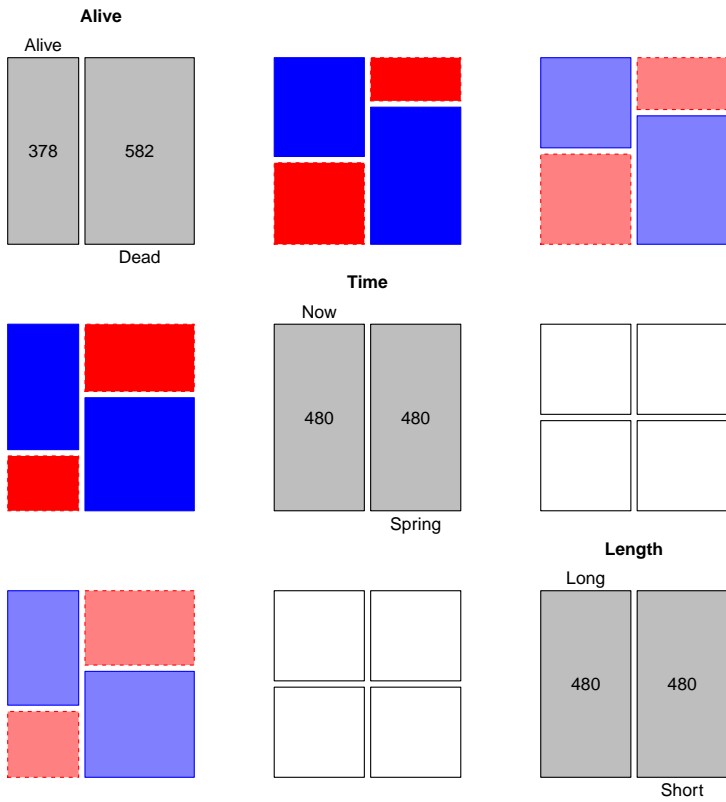 Alive
Alive
378 582
Dead
Time
Now
480 480
Spring
Length
Long
480 480
Short